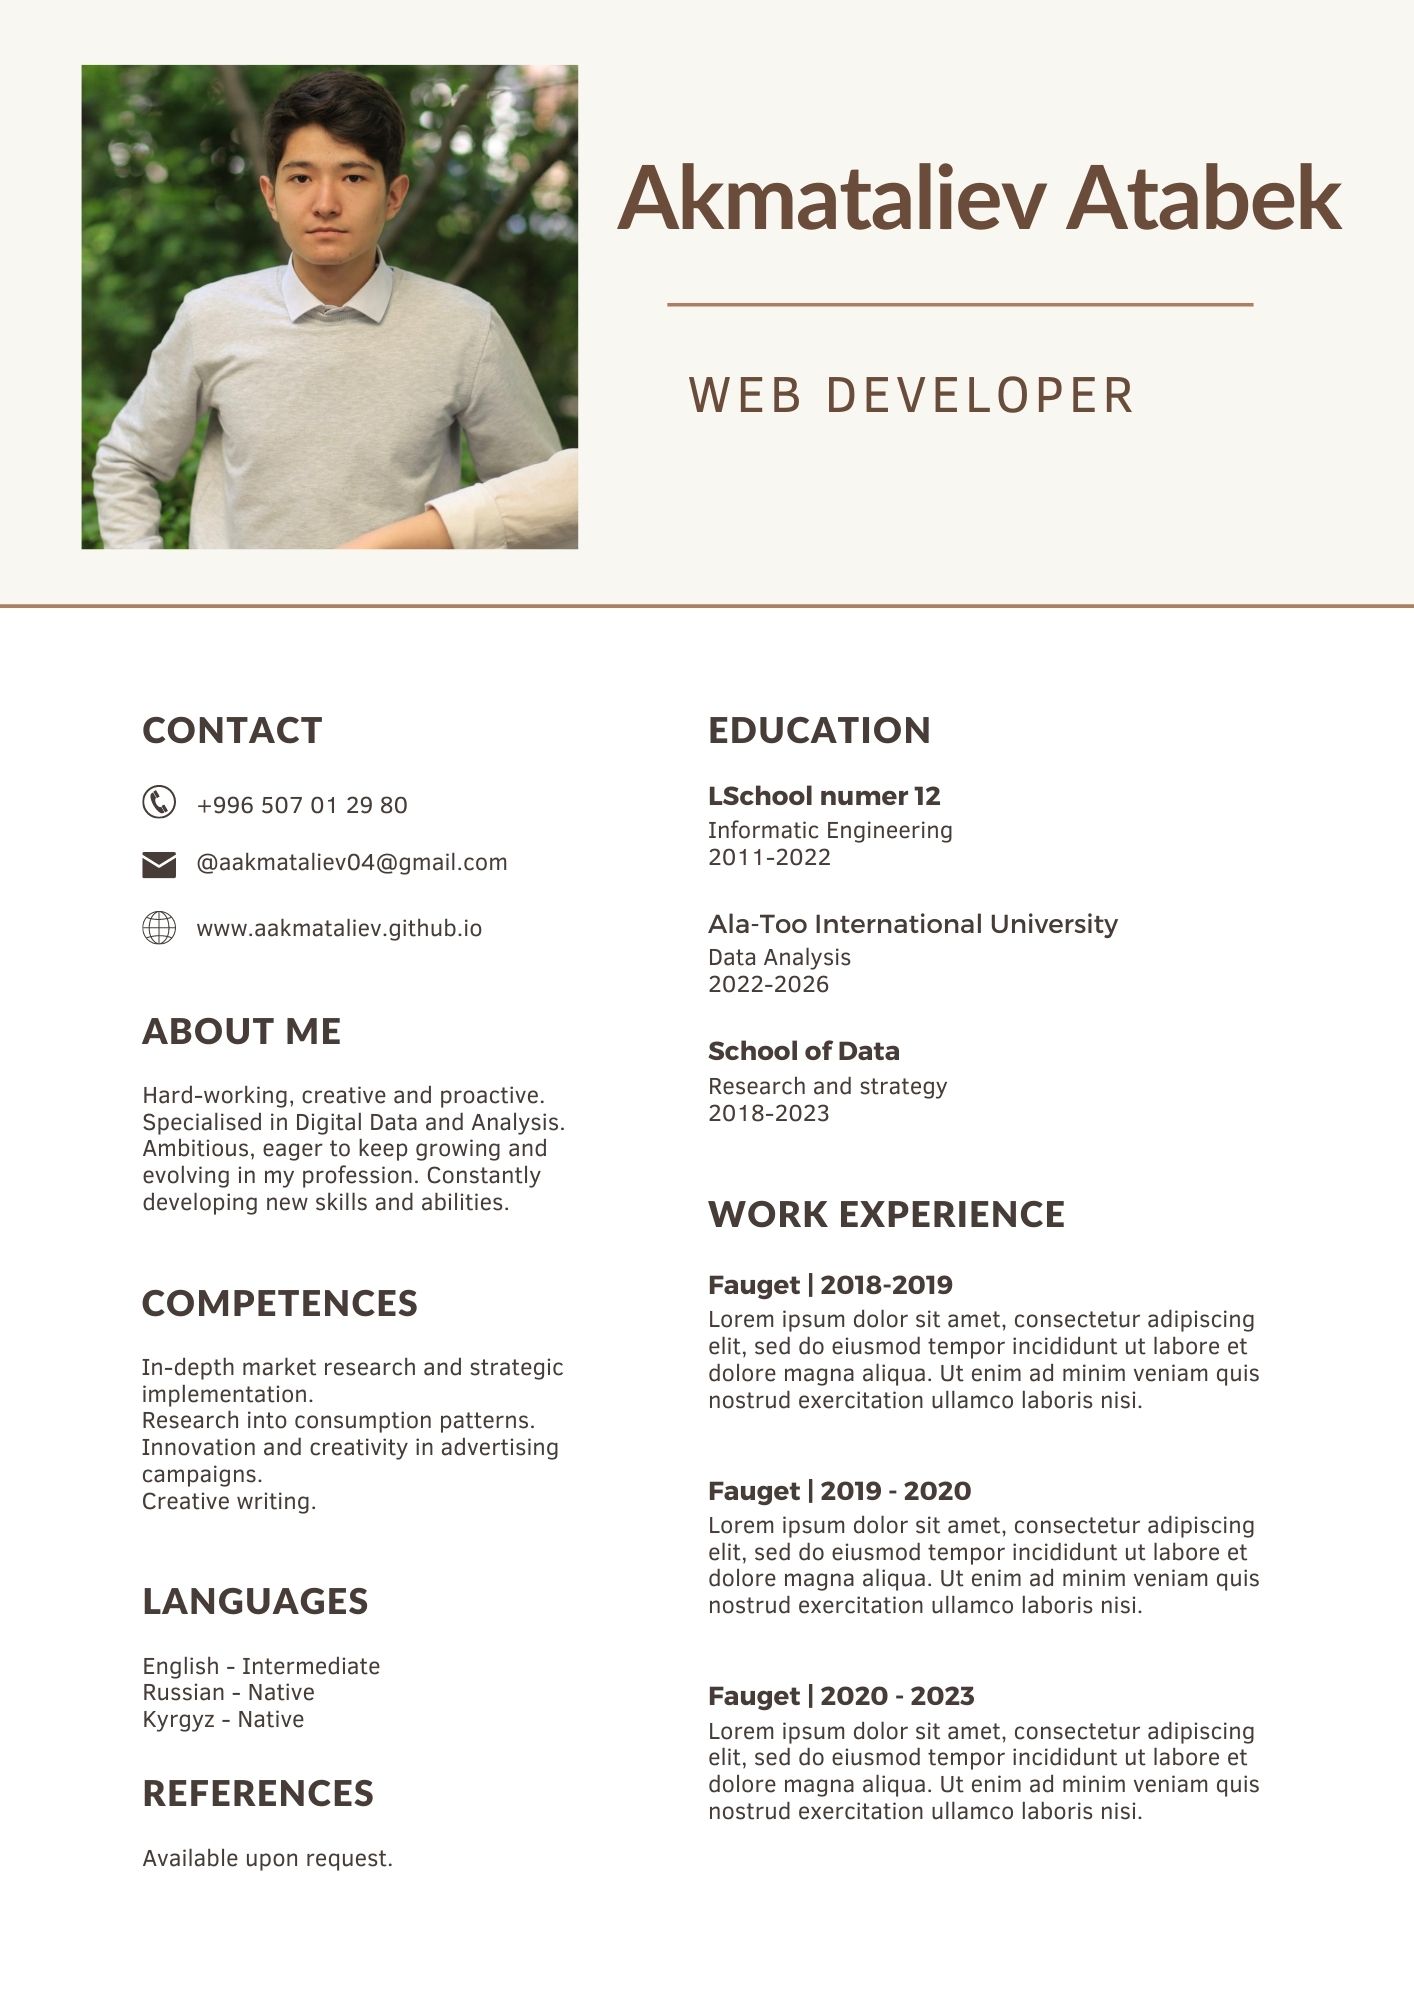 Akmataliev Atabek
WEB DEVELOPER
CONTACT
+996 507 01 29 80
@aakmataliev04@gmail.com
www.aakmataliev.github.io
ABOUT ME
Hard-working, creative and proactive.
Specialised in Digital Data and Analysis.
Ambitious, eager to keep growing and
evolving in my profession. Constantly
developing new skills and abilities.
COMPETENCES
In-depth market research and strategic
implementation.
Research into consumption patterns.
Innovation and creativity in advertising
campaigns.
Creative writing.
LANGUAGES
English - Intermediate
Russian - Native
Kyrgyz - Native
REFERENCES
Available upon request.
EDUCATION
LSchool numer 12
Informatic Engineering
2011-2022
Ala-Too International University
Data Analysis
2022-2026
School of Data
Research and strategy
2018-2023
WORK EXPERIENCE
Fauget | 2018-2019
Lorem ipsum dolor sit amet, consectetur adipiscing
elit, sed do eiusmod tempor incididunt ut labore et
dolore magna aliqua. Ut enim ad minim veniam quis
nostrud exercitation ullamco laboris nisi.
Fauget | 2019 - 2020
Lorem ipsum dolor sit amet, consectetur adipiscing
elit, sed do eiusmod tempor incididunt ut labore et
dolore magna aliqua. Ut enim ad minim veniam quis
nostrud exercitation ullamco laboris nisi.
Fauget | 2020 - 2023
Lorem ipsum dolor sit amet, consectetur adipiscing
elit, sed do eiusmod tempor incididunt ut labore et
dolore magna aliqua. Ut enim ad minim veniam quis
nostrud exercitation ullamco laboris nisi.